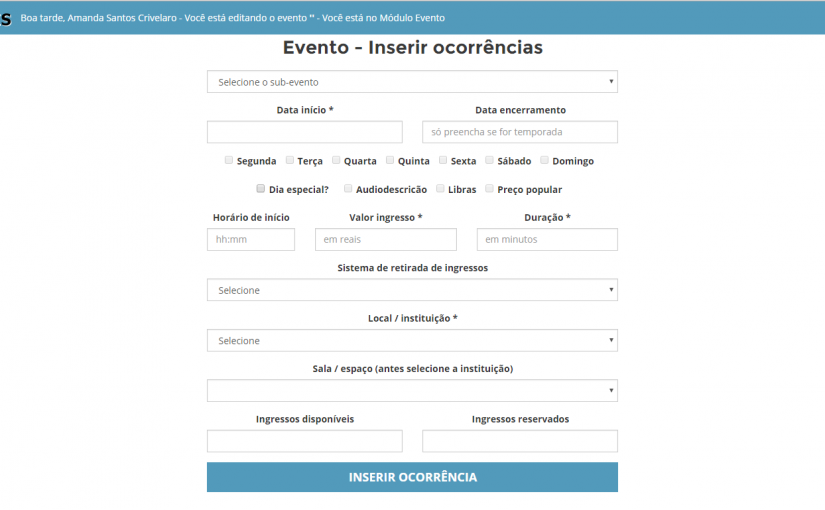 S
Boa tarde, Amanda Santos Crivelaro - Você está editando o evento "" - Você está no Módulo Evento
Evento - Inserir ocorrências
Selecione o sub-evento
Data início * Data encerramento
só preencha se for temporada
Segunda Terça Quarta Quinta Sexta Sábado Domingo
Dia especial? Audiodescricão Libras Preço popular
Horário de início Valor ingresso * Duração *
hh:mm em reais em minutos
Sistema de retirada de ingressos
Selecione
Local / instituição *
Selecione
Sala / espaço (antes selecione a instituição)
Ingressos disponíveis Ingressos reservados
INSERIR OCORRÊNCIA